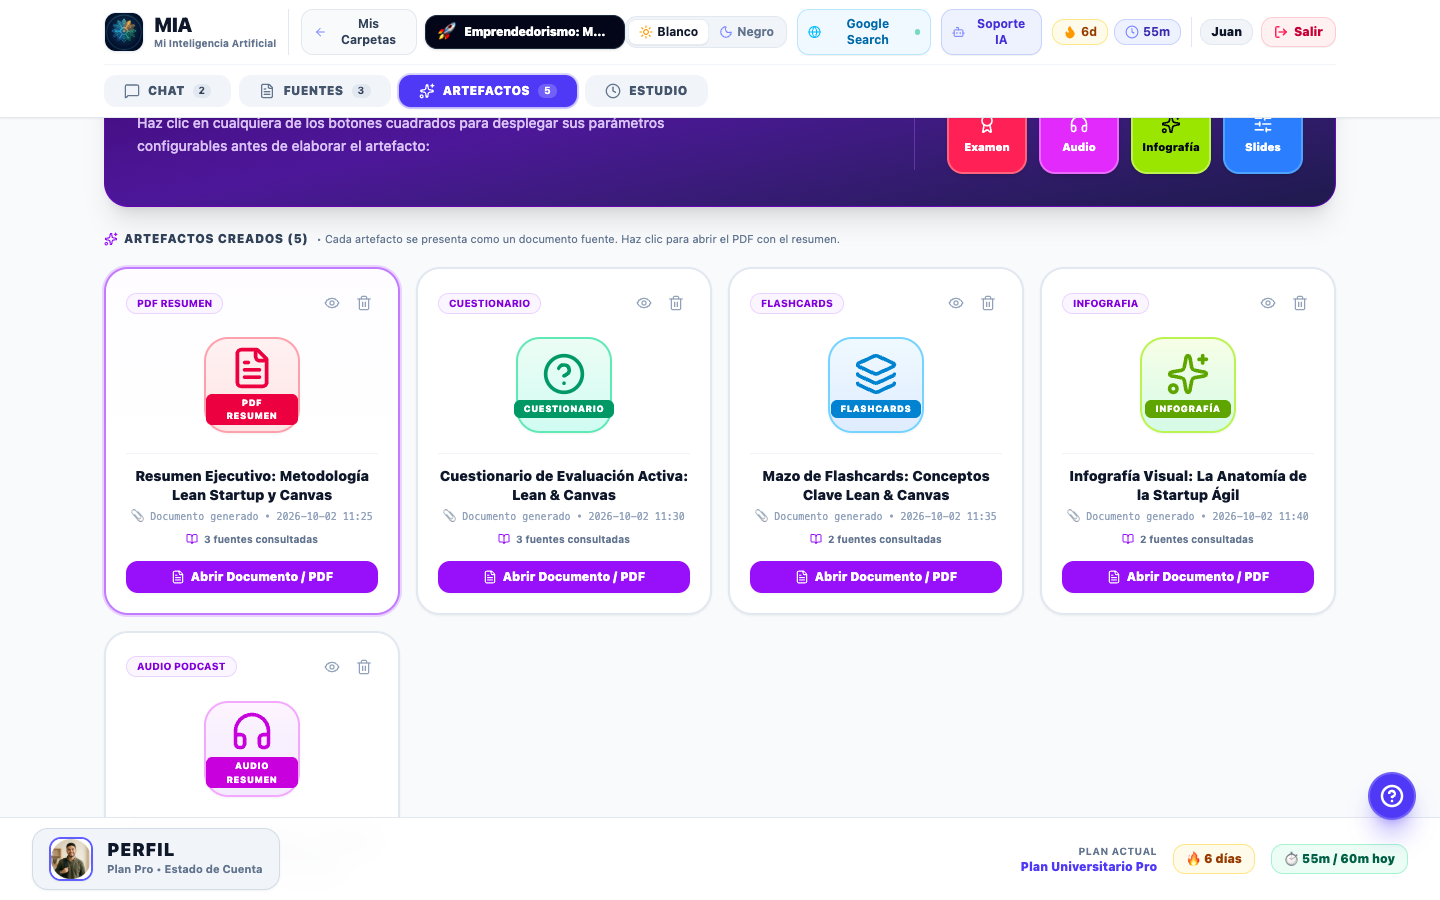 MIA
Mi Inteligencia Artificial
Mis
Carpetas
Emprendedorismo: M...
Blanco
Negro
Google
Search
Soporte
IA
6d
55m
Juan
Salir
CHAT 2
FUENTES 3
ARTEFACTOS 5
ESTUDIO
Haz clic en cualquiera de los botones cuadrados para desplegar sus parámetros
configurables antes de elaborar el artefacto:
Examen
Audio
Infografía
Slides
ARTEFACTOS CREADOS (5) • Cada artefacto se presenta como un documento fuente. Haz clic para abrir el PDF con el resumen.
PDF RESUMEN
PDF
RESUMEN
Resumen Ejecutivo: Metodología
Lean Startup y Canvas
Documento generado • 2026-10-02 11:25
3 fuentes consultadas
Abrir Documento / PDF
CUESTIONARIO
CUESTIONARIO
Cuestionario de Evaluación Activa:
Lean & Canvas
Documento generado • 2026-10-02 11:30
3 fuentes consultadas
Abrir Documento / PDF
FLASHCARDS
FLASHCARDS
Mazo de Flashcards: Conceptos
Clave Lean & Canvas
Documento generado • 2026-10-02 11:35
2 fuentes consultadas
Abrir Documento / PDF
INFOGRAFIA
INFOGRAFÍA
Infografía Visual: La Anatomía de
la Startup Ágil
Documento generado • 2026-10-02 11:40
2 fuentes consultadas
Abrir Documento / PDF
AUDIO PODCAST
AUDIO
RESUMEN
PERFIL
Plan Pro • Estado de Cuenta
PLAN ACTUAL
Plan Universitario Pro
6 días
55m / 60m hoy